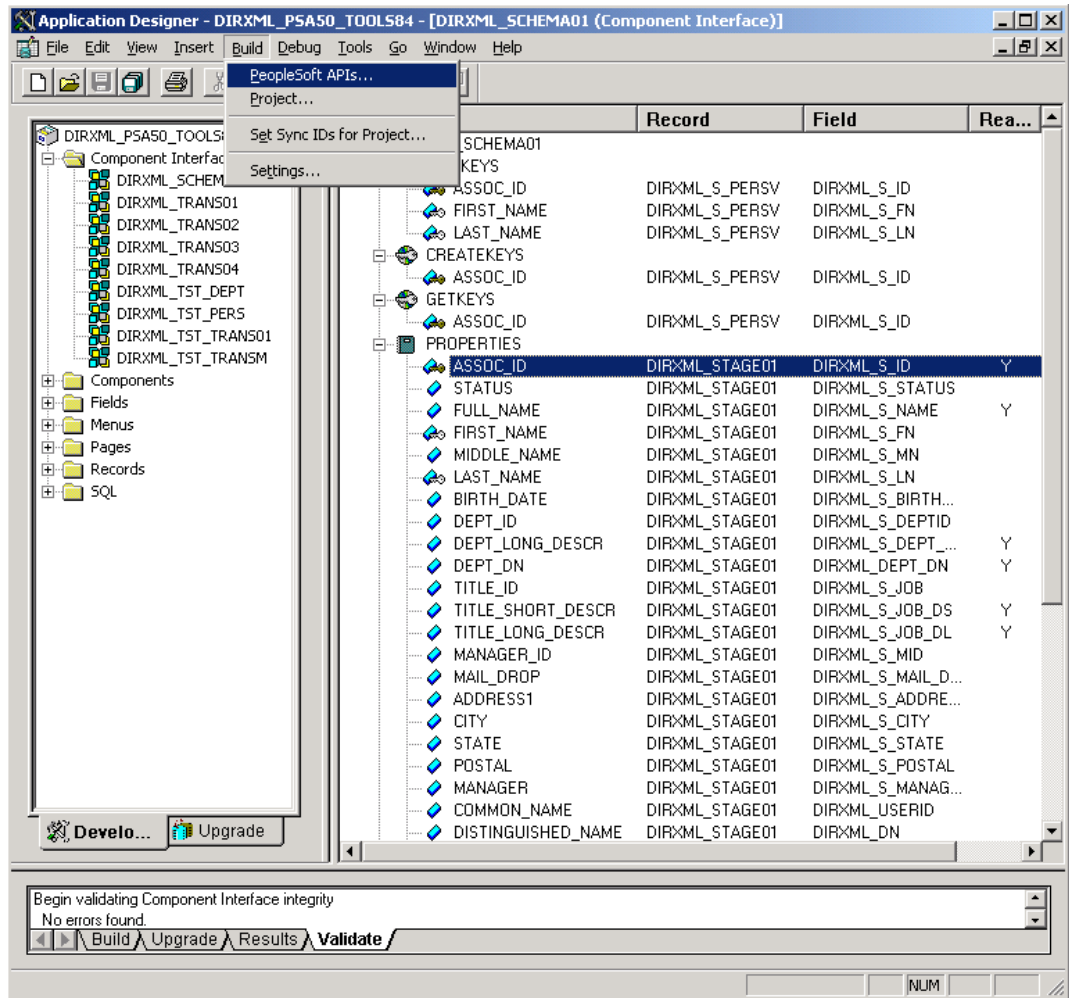 Application Designer - DIRXML_PSA50_TOOLS84 - [DIRXML_SCHEMA01 (Component Interface)]
File Edit View Insert Build Debug Tools Go Window Help
PeopleSoft APIs...
Project...
Set Sync IDs for Project...
Settings...
DIRXML_PSA50_TOOLS
Component Interfac
DIRXML_SCHEM
DIRXML_TRANS01
DIRXML_TRANS02
DIRXML_TRANS03
DIRXML_TRANS04
DIRXML_TST_DEPT
DIRXML_TST_PERS
DIRXML_TST_TRANS01
DIRXML_TST_TRANSM
Components
Fields
Menus
Pages
Records
SQL
Develo... Upgrade
Record Field Rea...
_SCHEMA01
KEYS
ASSOC_ID DIRXML_S_PERSV DIRXML_S_ID
FIRST_NAME DIRXML_S_PERSV DIRXML_S_FN
LAST_NAME DIRXML_S_PERSV DIRXML_S_LN
CREATEKEYS
ASSOC_ID DIRXML_S_PERSV DIRXML_S_ID
GETKEYS
ASSOC_ID DIRXML_S_PERSV DIRXML_S_ID
PROPERTIES
ASSOC_ID DIRXML_STAGE01 DIRXML_S_ID Y
STATUS DIRXML_STAGE01 DIRXML_S_STATUS
FULL_NAME DIRXML_STAGE01 DIRXML_S_NAME Y
FIRST_NAME DIRXML_STAGE01 DIRXML_S_FN
MIDDLE_NAME DIRXML_STAGE01 DIRXML_S_MN
LAST_NAME DIRXML_STAGE01 DIRXML_S_LN
BIRTH_DATE DIRXML_STAGE01 DIRXML_S_BIRTH...
DEPT_ID DIRXML_STAGE01 DIRXML_S_DEPTID
DEPT_LONG_DESCR DIRXML_STAGE01 DIRXML_S_DEPT_... Y
DEPT_DN DIRXML_STAGE01 DIRXML_DEPT_DN Y
TITLE_ID DIRXML_STAGE01 DIRXML_S_JOB
TITLE_SHORT_DESCR DIRXML_STAGE01 DIRXML_S_JOB_DS Y
TITLE_LONG_DESCR DIRXML_STAGE01 DIRXML_S_JOB_DL Y
MANAGER_ID DIRXML_STAGE01 DIRXML_S_MID
MAIL_DROP DIRXML_STAGE01 DIRXML_S_MAIL_D...
ADDRESS1 DIRXML_STAGE01 DIRXML_S_ADDRE...
CITY DIRXML_STAGE01 DIRXML_S_CITY
STATE DIRXML_STAGE01 DIRXML_S_STATE
POSTAL DIRXML_STAGE01 DIRXML_S_POSTAL
MANAGER DIRXML_STAGE01 DIRXML_S_MANAG...
COMMON_NAME DIRXML_STAGE01 DIRXML_USERID
DISTINGUISHED_NAME DIRXML_STAGE01 DIRXML_DN
Begin validating Component Interface integrity
No errors found.
Build Upgrade Results Validate
NUM